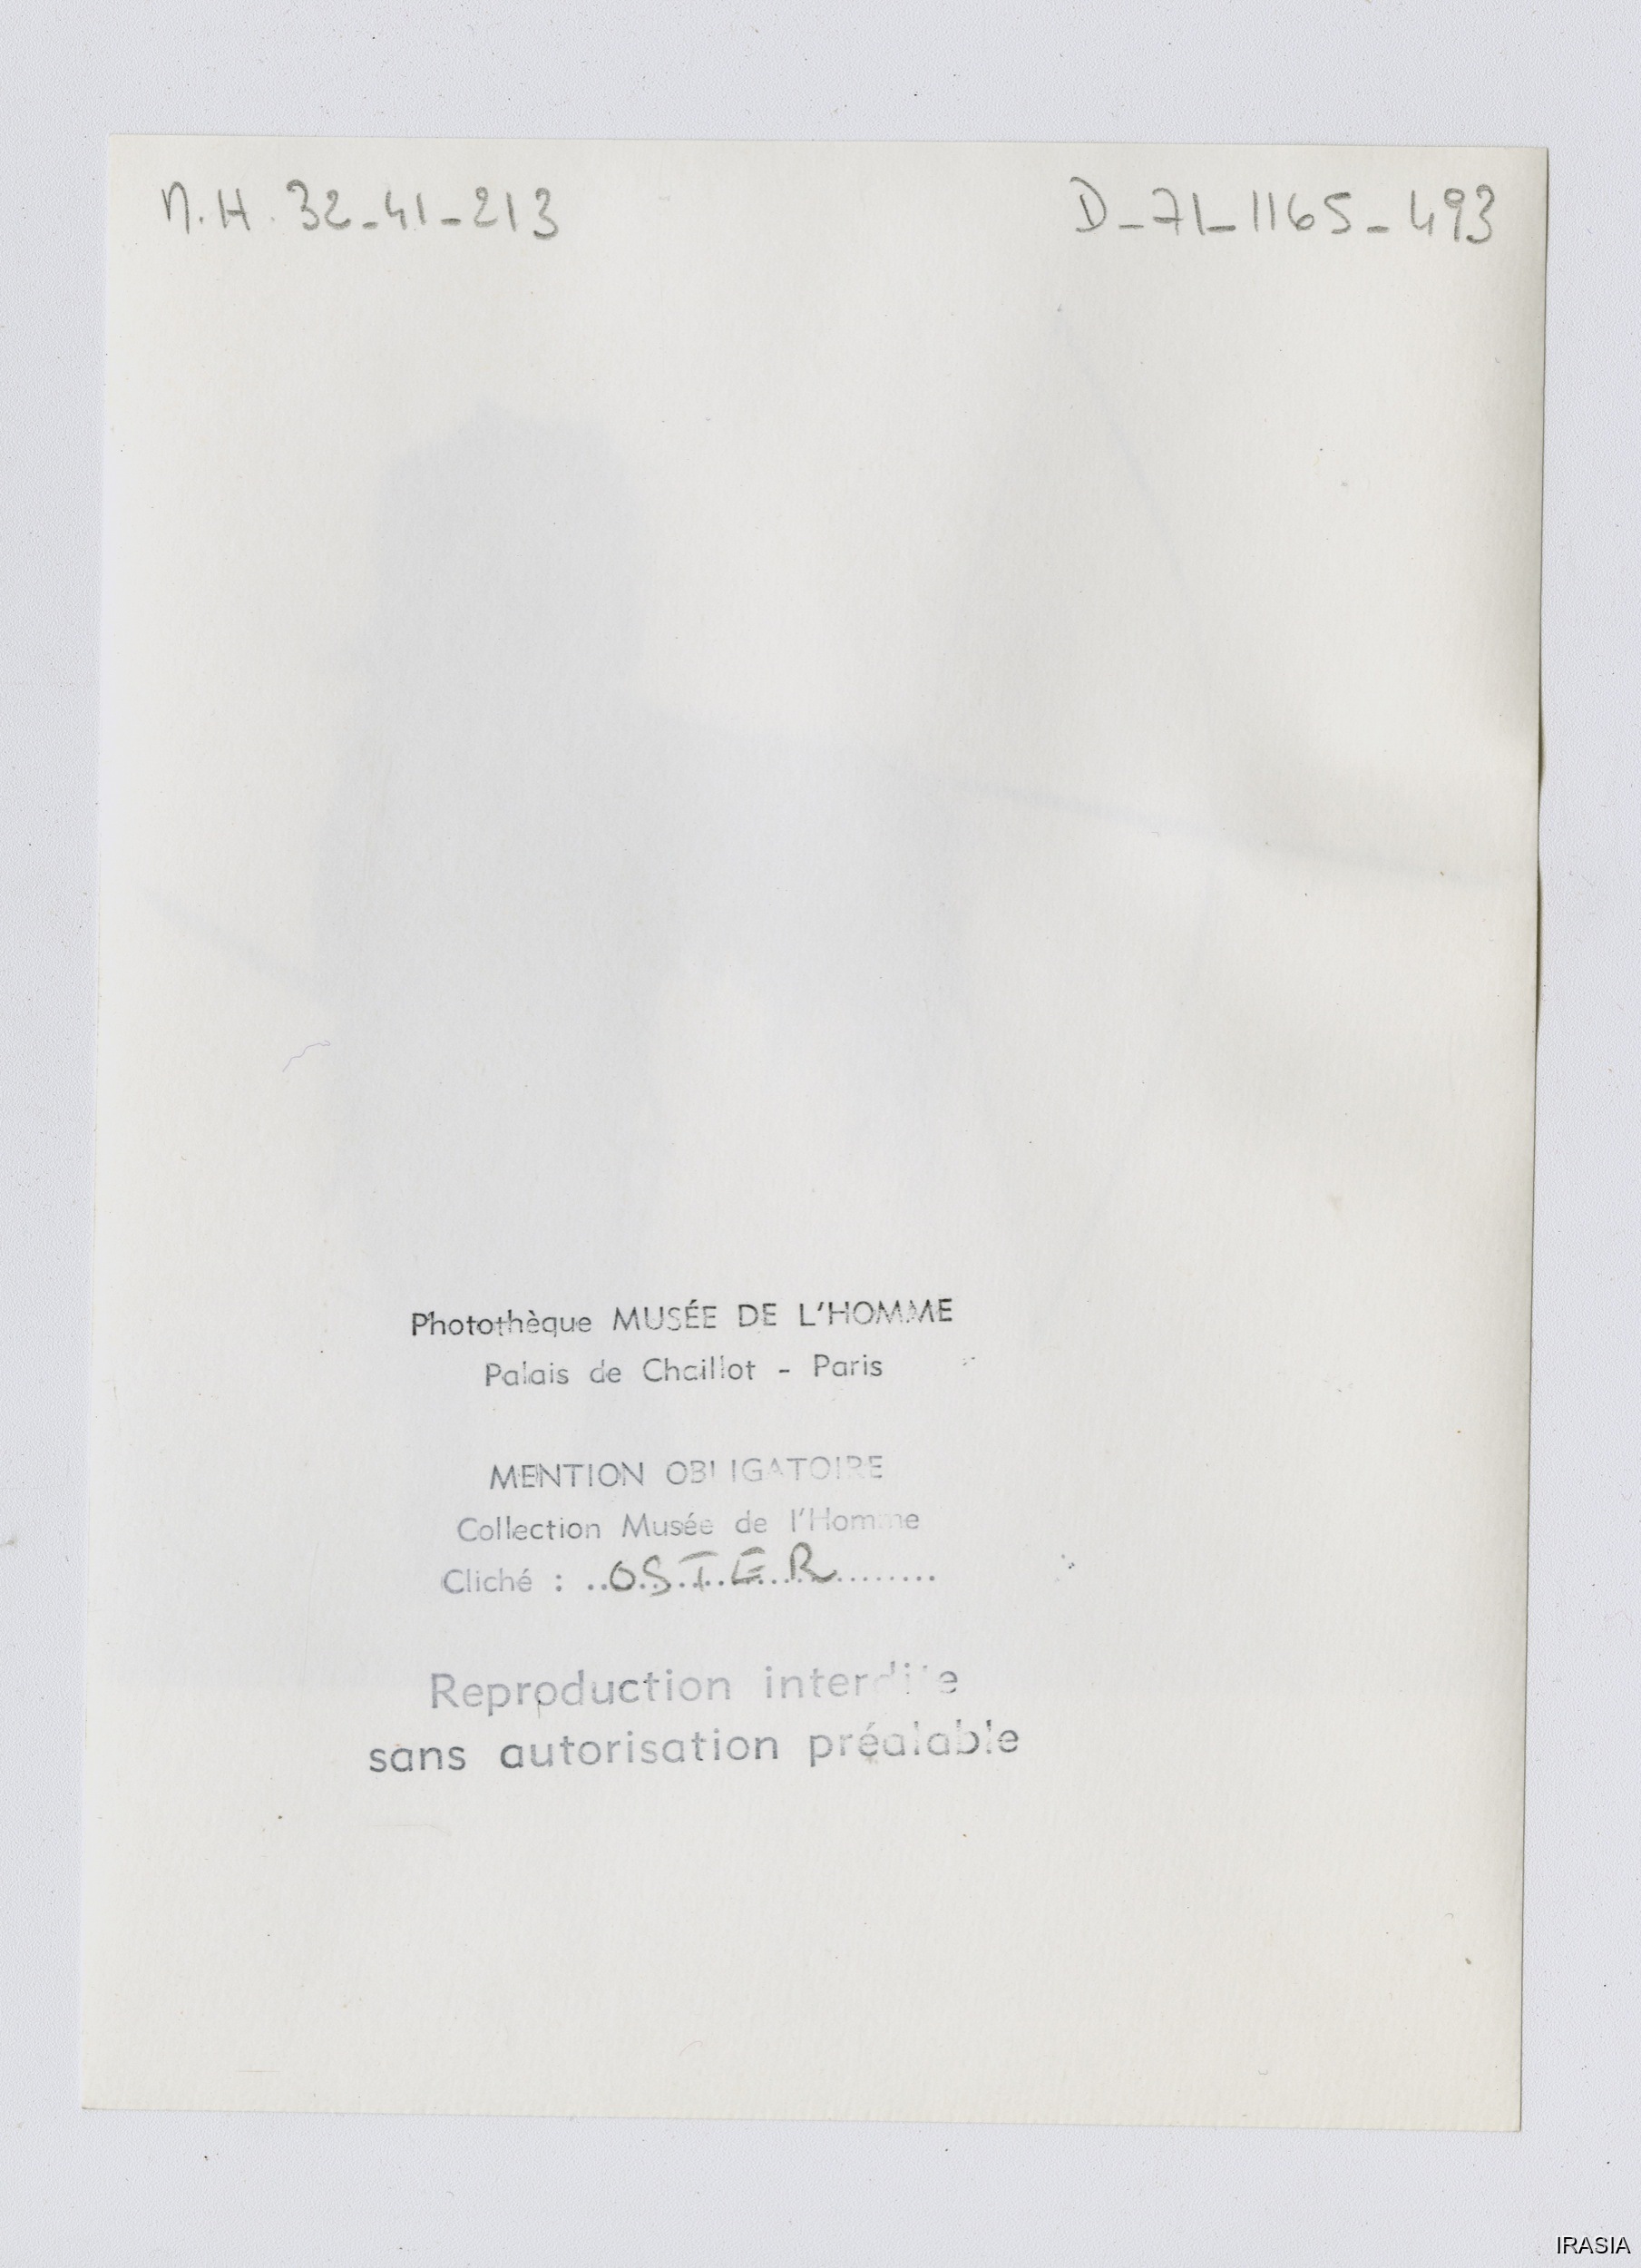 M.H. 32-41-213
D-71-1165-493
Photothèque MUSÉE DE L'HOMME
Palais de Chaillot - Paris
MENTION OBLIGATOIRE
Collection Musée de l'Homme
Cliché : ..OSTER........
Reproduction interdite
sans autorisation préalable
IRASIA